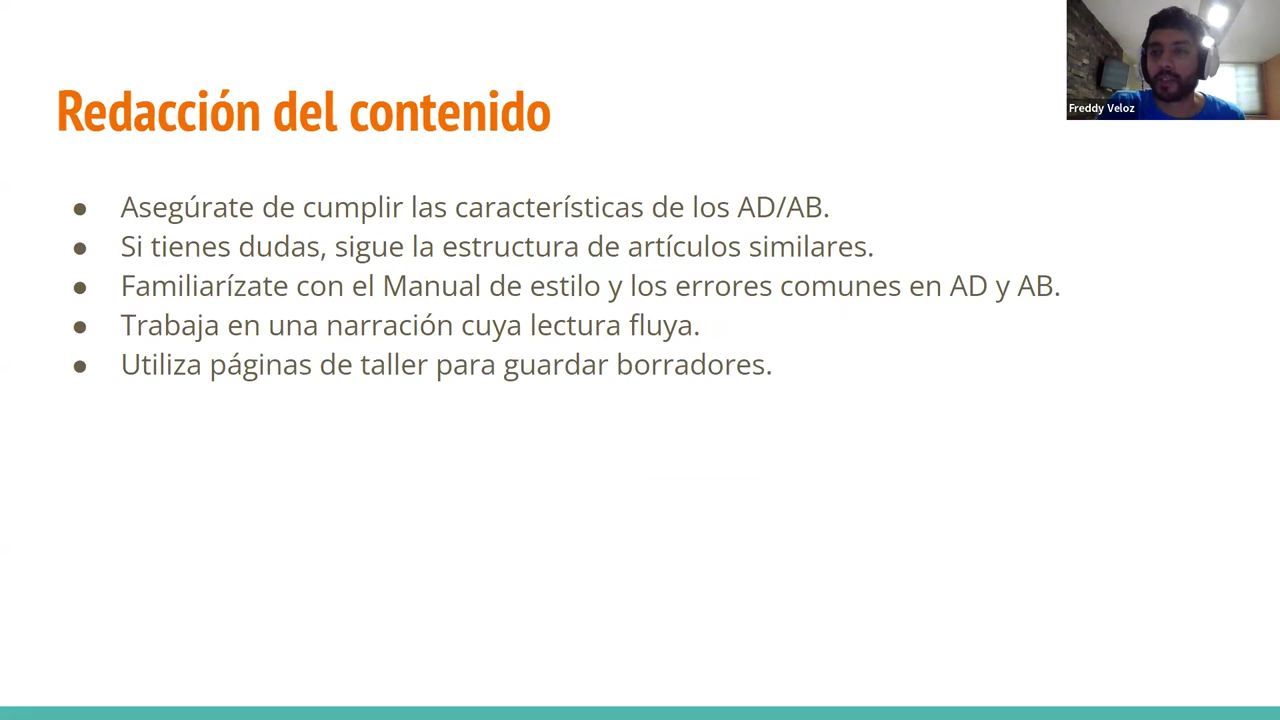 Redacción del contenido
Freddy Veloz
● Asegúrate de cumplir las características de los AD/AB.
● Si tienes dudas, sigue la estructura de artículos similares.
● Familiarízate con el Manual de estilo y los errores comunes en AD y AB.
● Trabaja en una narración cuya lectura fluya.
● Utiliza páginas de taller para guardar borradores.